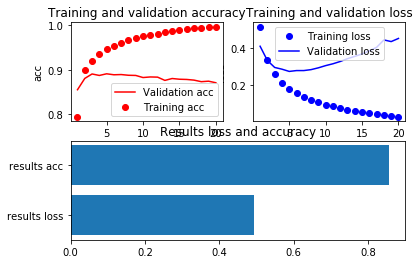 Training and validation accuracy Training and validation loss
1.0
0.9
0.8
acc
Validation acc
Training acc
5 10 15 20
0.4
0.2
Training loss
Validation loss
5 10 15 20
Results loss and accuracy
results acc
results loss
0.0 0.2 0.4 0.6 0.8